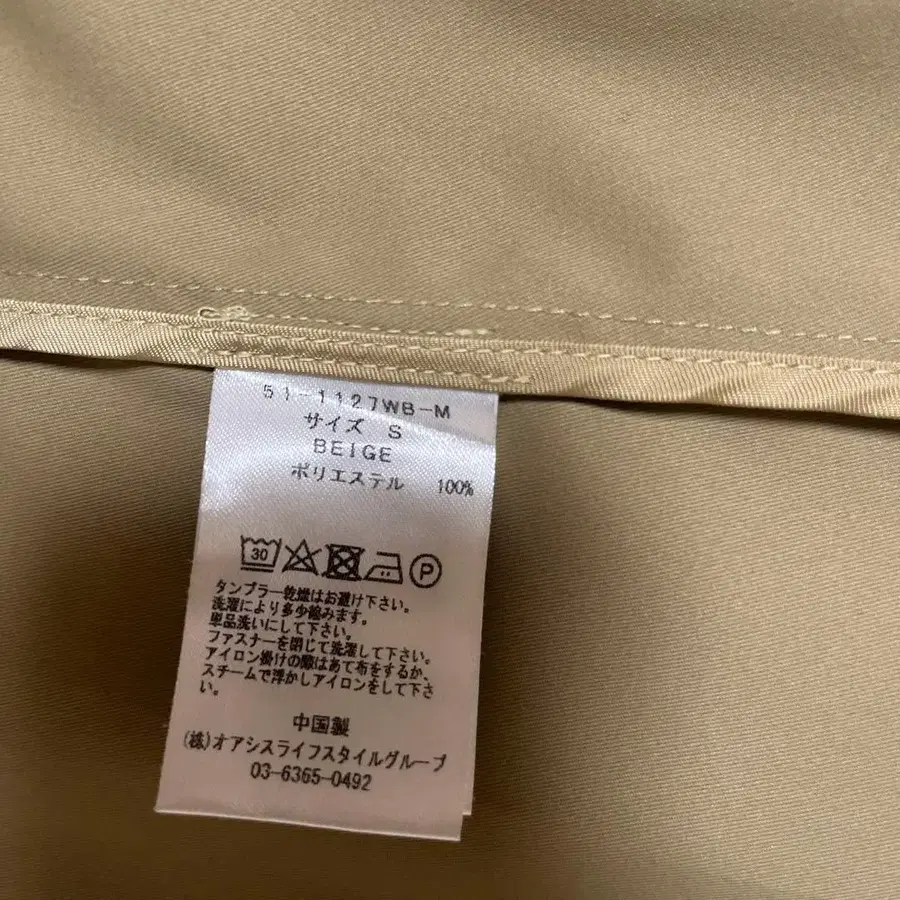 51-1127WB-M
サイズ S
BEIGE
ポリエステル 100%
30 P
タンブラー乾燥はお避け下さい。
洗濯により多少縮みます。
単品洗いにして下さい。
ファスナーを閉じて洗濯して下さい。
アイロン掛けの際はあて布をするか、
スチームで浮かしアイロンをして下さ
い。
中国製
(株)オアシスライフスタイルグループ
03-6365-0492